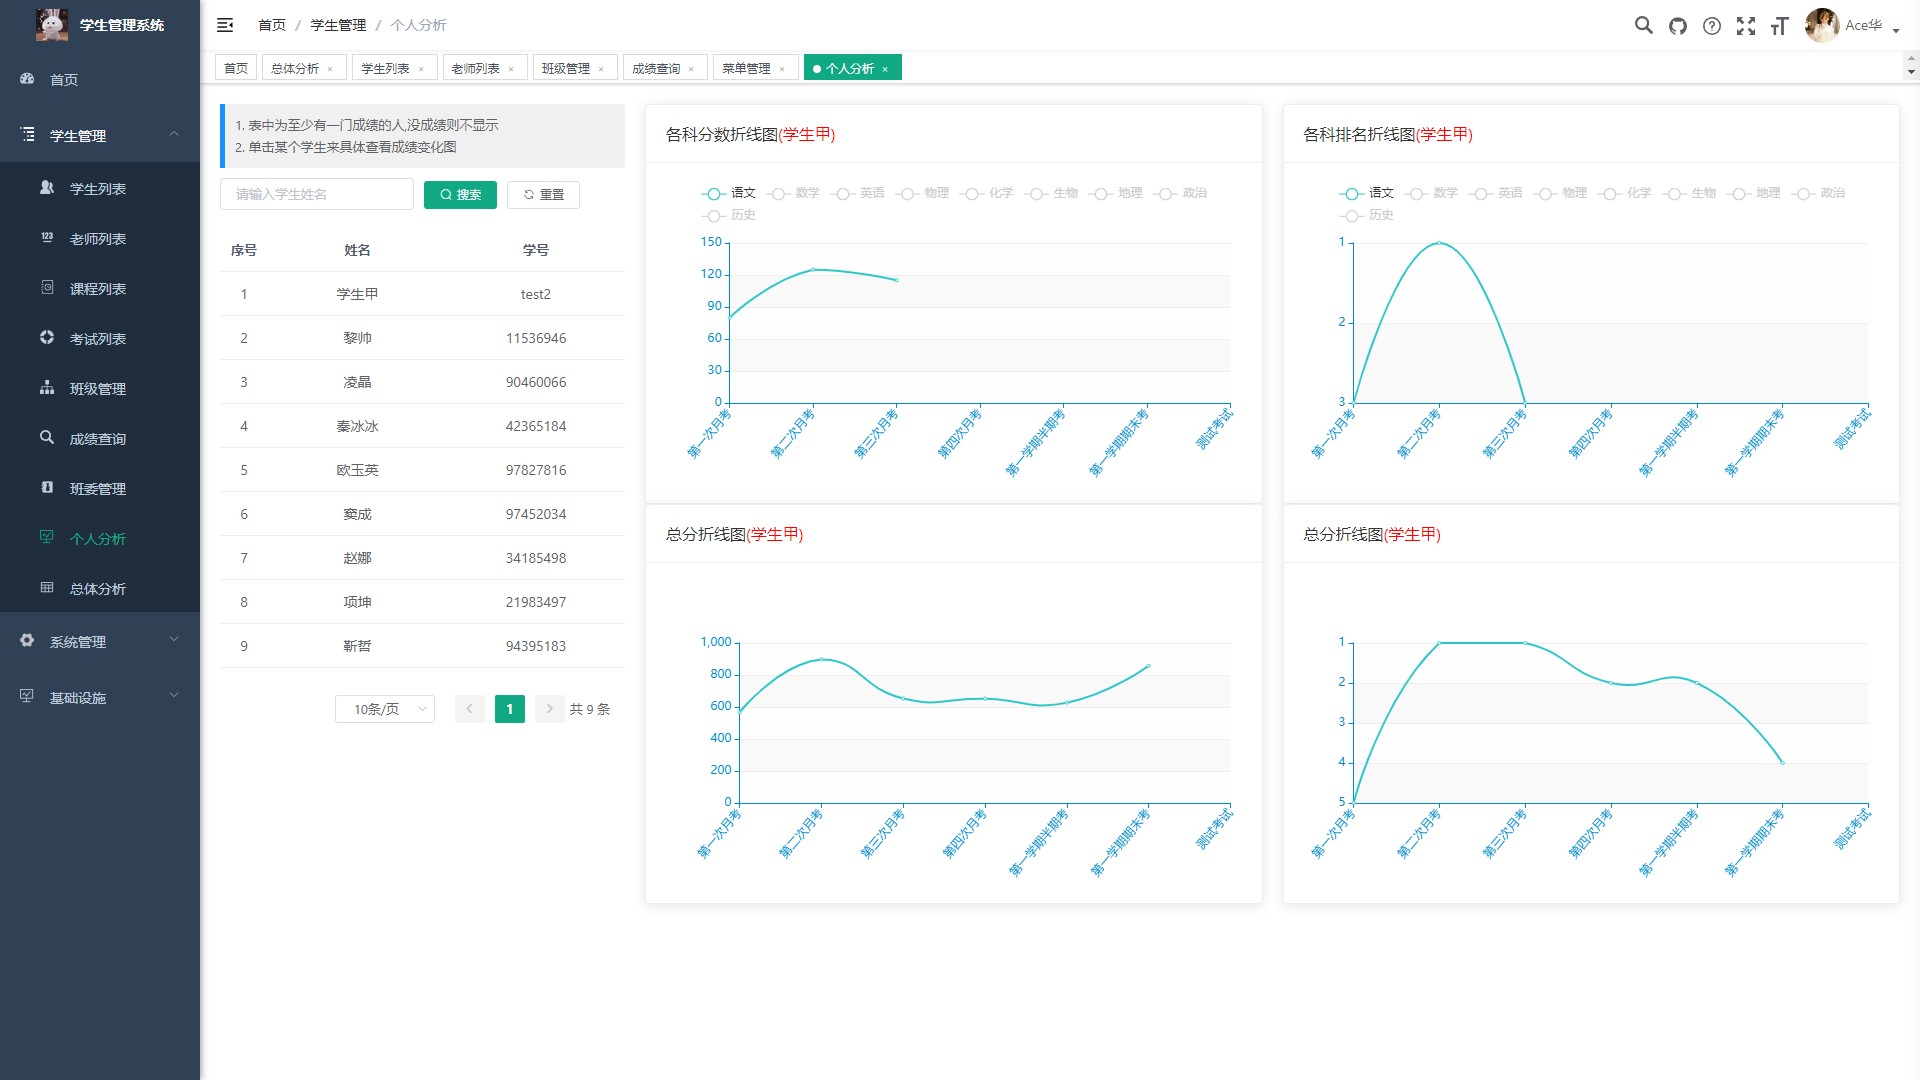 学生管理系统
首页
学生管理
学生列表
老师列表
课程列表
考试列表
班级管理
成绩查询
班委管理
个人分析
总体分析
系统管理
基础设施
首页 / 学生管理 / 个人分析
Ace华
首页 总体分析 × 学生列表 × 老师列表 × 班级管理 × 成绩查询 × 菜单管理 × 个人分析 ×
1. 表中为至少有一门成绩的人,没成绩则不显示
2. 单击某个学生来具体查看成绩变化图
请输入学生姓名 搜索 重置
序号 姓名 学号
1 学生甲 test2
2 黎帅 11536946
3 凌晶 90460066
4 秦冰冰 42365184
5 欧玉英 97827816
6 窦成 97452034
7 赵娜 34185498
8 项坤 21983497
9 靳哲 94395183
10条/页 1 共 9 条
各科分数折线图(学生甲)
语文 数学 英语 物理 化学 生物 地理 政治
历史
150
120
90
60
30
0
第一次月考 第二次月考 第三次月考 第四次月考 第一学期半期考 第一学期期末考 测试考试
各科排名折线图(学生甲)
语文 数学 英语 物理 化学 生物 地理 政治
历史
1
2
3
第一次月考 第二次月考 第三次月考 第四次月考 第一学期半期考 第一学期期末考 测试考试
总分折线图(学生甲)
1,000
800
600
400
200
0
第一次月考 第二次月考 第三次月考 第四次月考 第一学期半期考 第一学期期末考 测试考试
总分折线图(学生甲)
1
2
3
4
5
第一次月考 第二次月考 第三次月考 第四次月考 第一学期半期考 第一学期期末考 测试考试